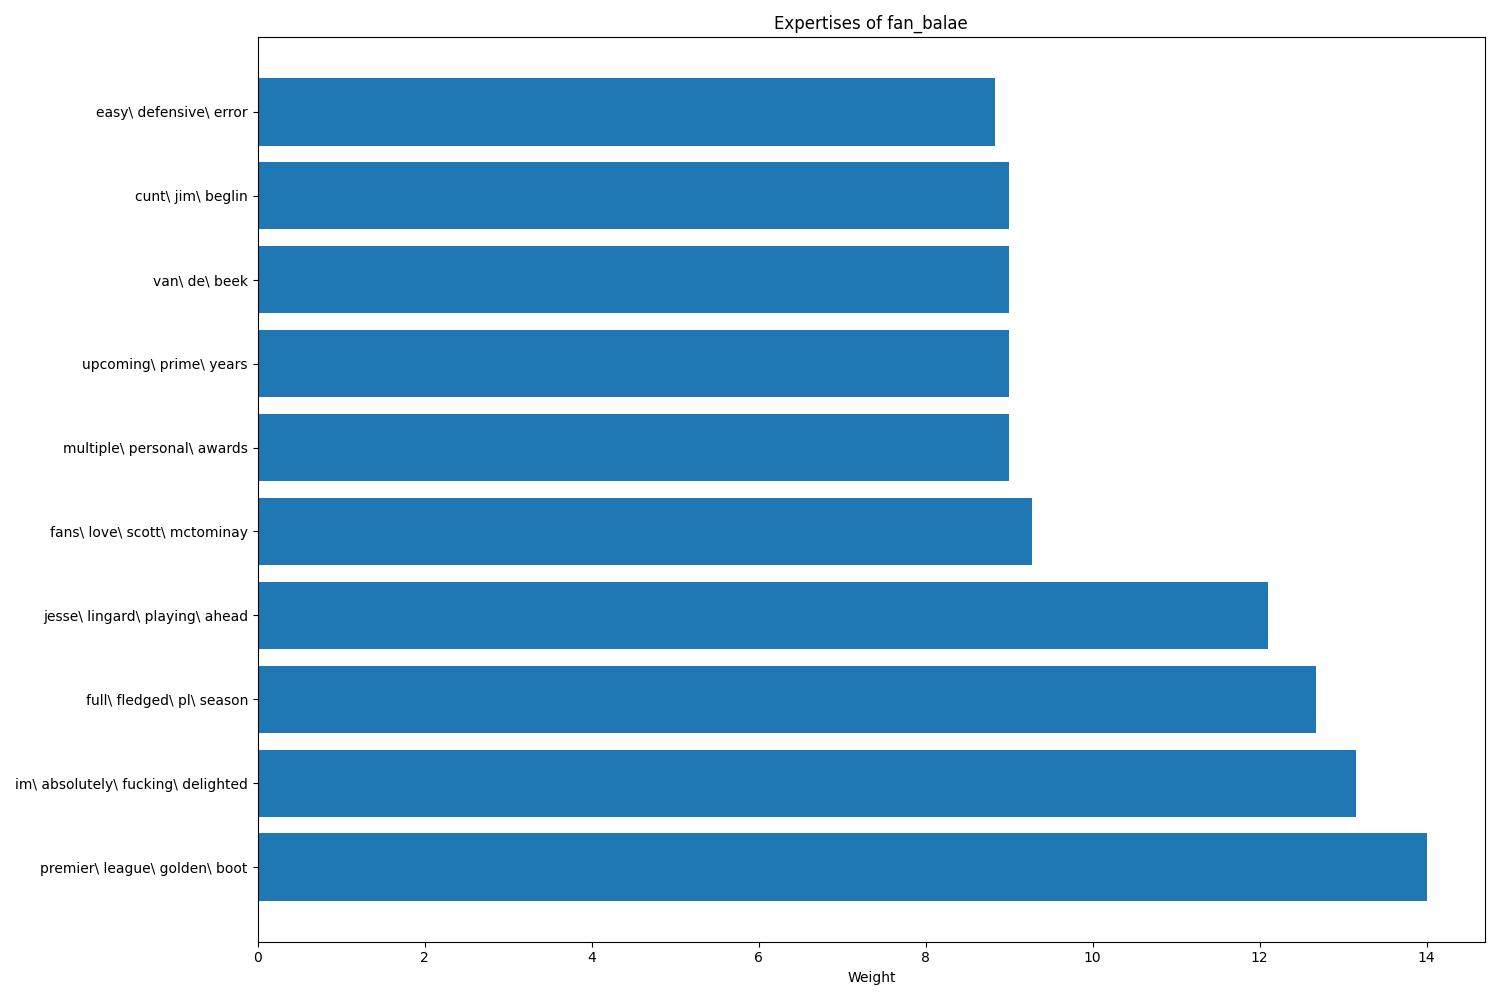 Expertises of fan_balae
easy\ defensive\ error
cunt\ jim\ beglin
van\ de\ beek
upcoming\ prime\ years
multiple\ personal\ awards
fans\ love\ scott\ mctominay
jesse\ lingard\ playing\ ahead
full\ fledged\ pl\ season
im\ absolutely\ fucking\ delighted
premier\ league\ golden\ boot
0 2 4 6 8 10 12 14
Weight